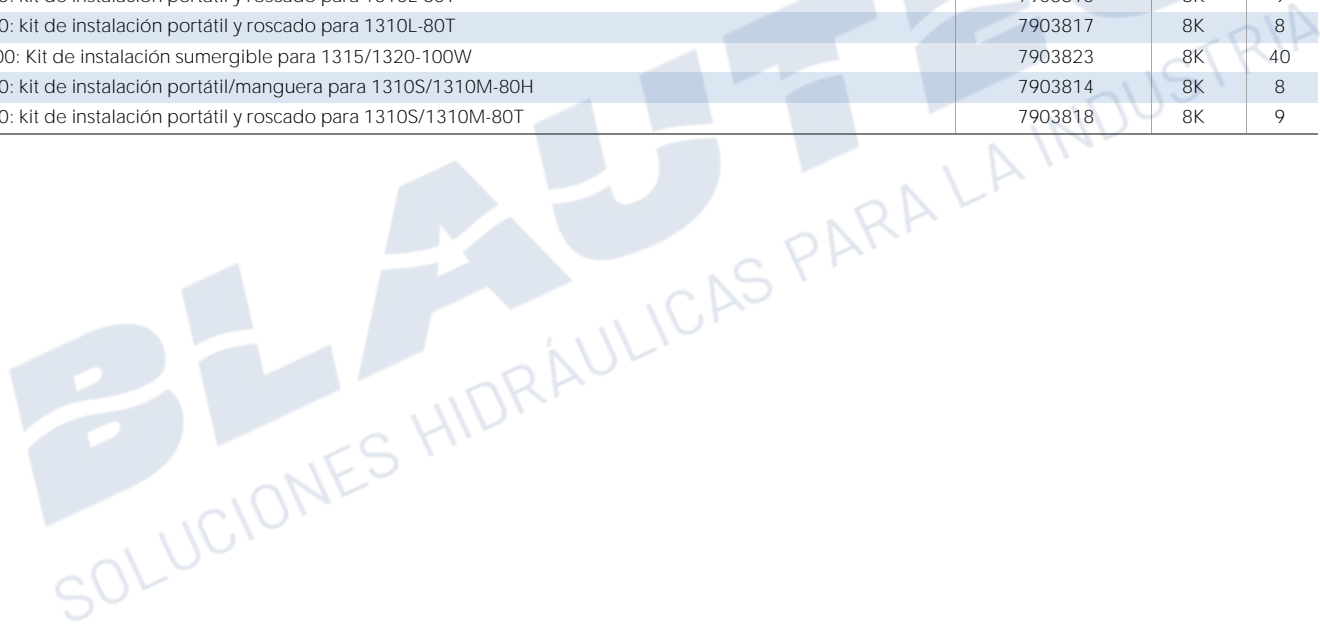 0: kit de instalación portátil y roscado para 1310L-80T 7903817 8K 8
00: Kit de instalación sumergible para 1315/1320-100W 7903823 8K 40
0: kit de instalación portátil/manguera para 1310S/1310M-80H 7903814 8K 8
0: kit de instalación portátil y roscado para 1310S/1310M-80T 7903818 8K 9
BLAUTE
SOLUCIONES HIDRÁULICAS PARA LA INDUSTRIA